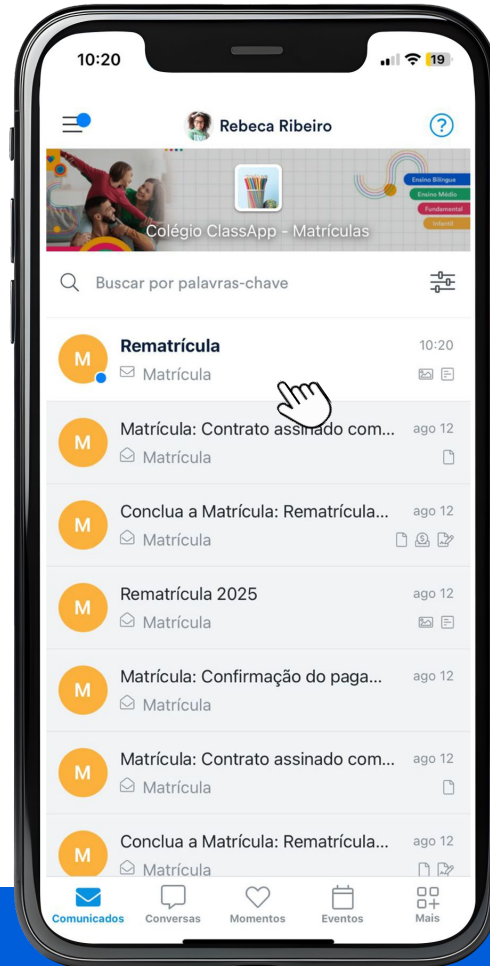 10:20
19
Rebeca Ribeiro
?
Ensino Bilíngue
Ensino Médio
Fundamental
Infantil
Colégio ClassApp - Matrículas
Buscar por palavras-chave
M
Rematrícula
10:20
Matrícula
M
Matrícula: Contrato assinado com...
ago 12
Matrícula
M
Conclua a Matrícula: Rematrícula...
ago 12
Matrícula
M
Rematrícula 2025
ago 12
Matrícula
M
Matrícula: Confirmação do paga...
ago 12
Matrícula
M
Matrícula: Contrato assinado com...
ago 12
Matrícula
M
Conclua a Matrícula: Rematrícula...
ago 12
Matrícula
Comunicados
Conversas
Momentos
Eventos
Mais